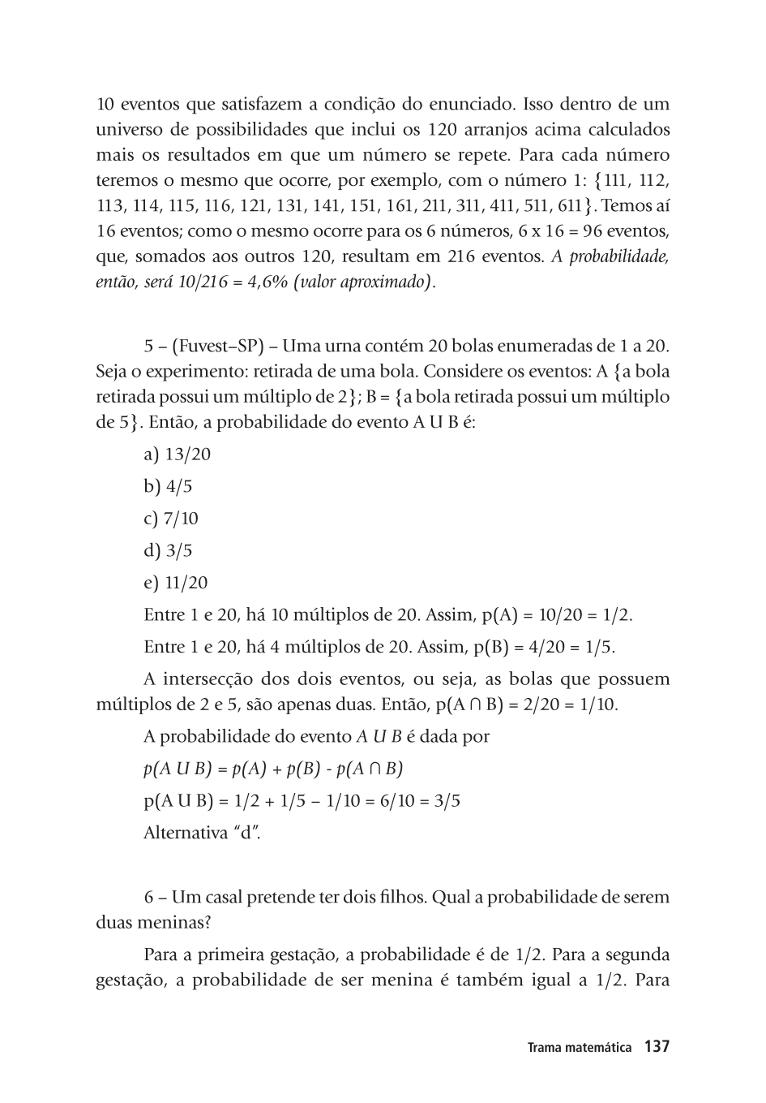 10 eventos que satisfazem a condição do enunciado. Isso dentro de um
universo de possibilidades que inclui os 120 arranjos acima calculados
mais os resultados em que um número se repete. Para cada número
teremos o mesmo que ocorre, por exemplo, com o número 1: {111, 112,
113, 114, 115, 116, 121, 131, 141, 151, 161, 211, 311, 411, 511, 611}. Temos aí
16 eventos; como o mesmo ocorre para os 6 números, 6 x 16 = 96 eventos,
que, somados aos outros 120, resultam em 216 eventos. A probabilidade,
então, será 10/216 = 4,6% (valor aproximado).
5 – (Fuvest–SP) – Uma urna contém 20 bolas enumeradas de 1 a 20.
Seja o experimento: retirada de uma bola. Considere os eventos: A {a bola
retirada possui um múltiplo de 2}; B = {a bola retirada possui um múltiplo
de 5}. Então, a probabilidade do evento A U B é:
a) 13/20
b) 4/5
c) 7/10
d) 3/5
e) 11/20
Entre 1 e 20, há 10 múltiplos de 20. Assim, p(A) = 10/20 = 1/2.
Entre 1 e 20, há 4 múltiplos de 20. Assim, p(B) = 4/20 = 1/5.
A intersecção dos dois eventos, ou seja, as bolas que possuem
múltiplos de 2 e 5, são apenas duas. Então, p(A ∩ B) = 2/20 = 1/10.
A probabilidade do evento A U B é dada por
p(A U B) = p(A) + p(B) - p(A ∩ B)
p(A U B) = 1/2 + 1/5 – 1/10 = 6/10 = 3/5
Alternativa “d”.
6 – Um casal pretende ter dois filhos. Qual a probabilidade de serem
duas meninas?
Para a primeira gestação, a probabilidade é de 1/2. Para a segunda
gestação, a probabilidade de ser menina é também igual a 1/2. Para
Trama matemática 137